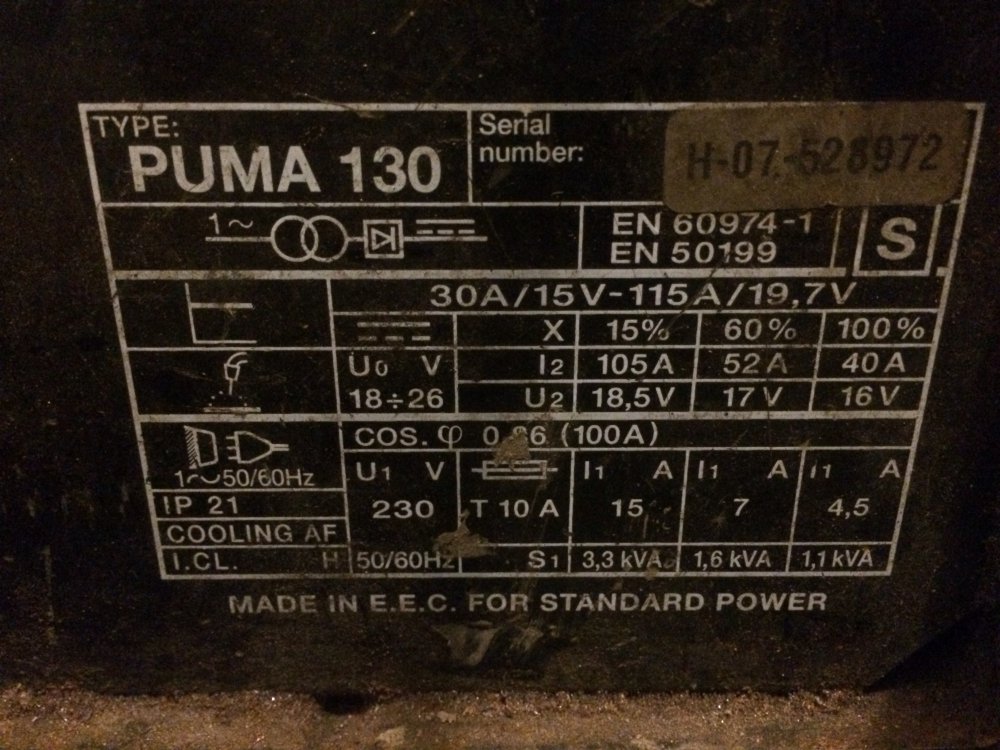 TYPE:
PUMA 130
Serial
number:
H-07-528972
1~
EN 60974-1
EN 50199
S
30A/15V-115A/19,7V
X 15% 60% 100%
U0 V I2 105A 52A 40A
18÷26 U2 18,5V 17V 16V
COS. φ (100A)
1~50/60Hz U1 V I1 A I1 A I1 A
IP 21 230 T 10 A 15 7 4,5
COOLING AF
I.CL. H 50/60Hz S1 3,3 kVA 1,6 kVA 1,1 kVA
MADE IN E.E.C. FOR STANDARD POWER